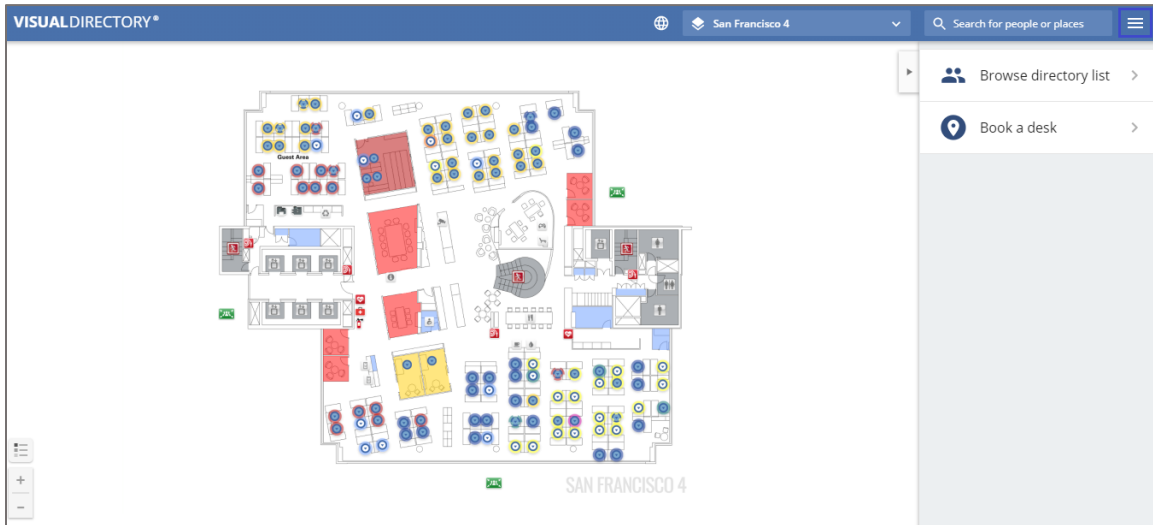 VISUALDIRECTORY®
San Francisco 4
Search for people or places
Browse directory list
Book a desk
Guest Area
SAN FRANCISCO 4